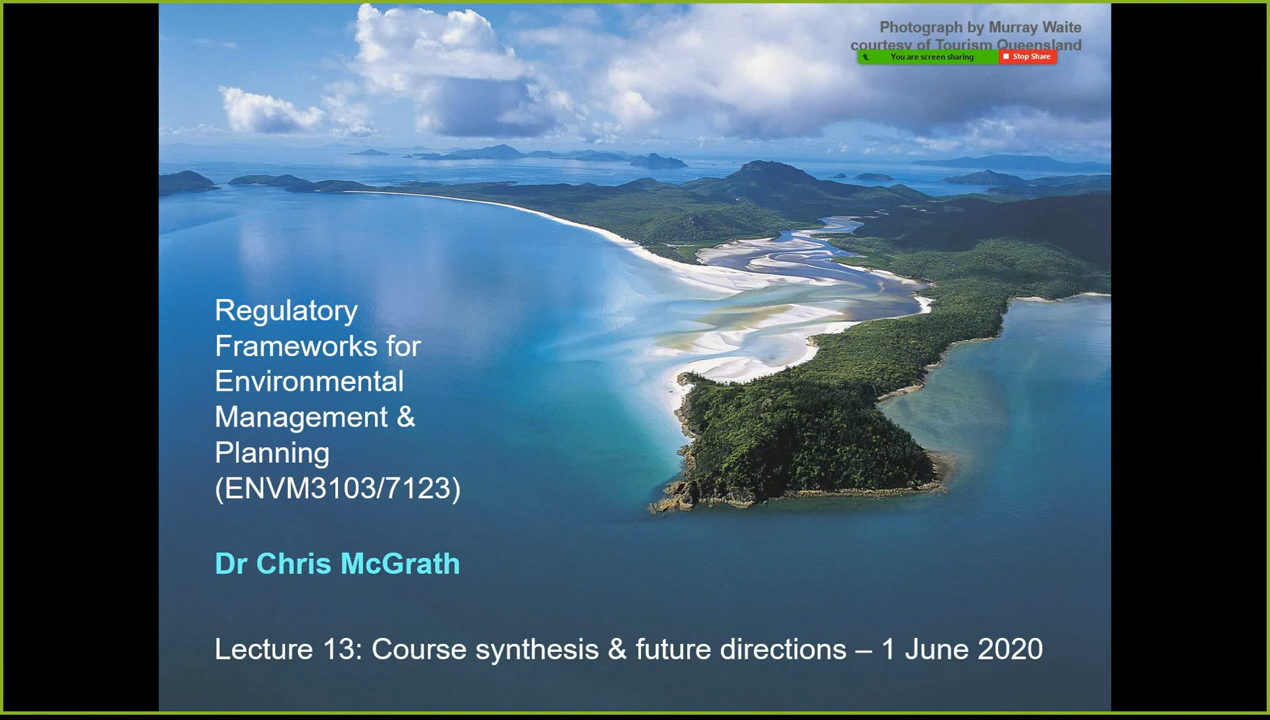 Photograph by Murray Waite
courtesy of Tourism Queensland
You are screen sharing
Stop Share
Regulatory
Frameworks for
Environmental
Management &
Planning
(ENVM3103/7123)
Dr Chris McGrath
Lecture 13: Course synthesis & future directions – 1 June 2020